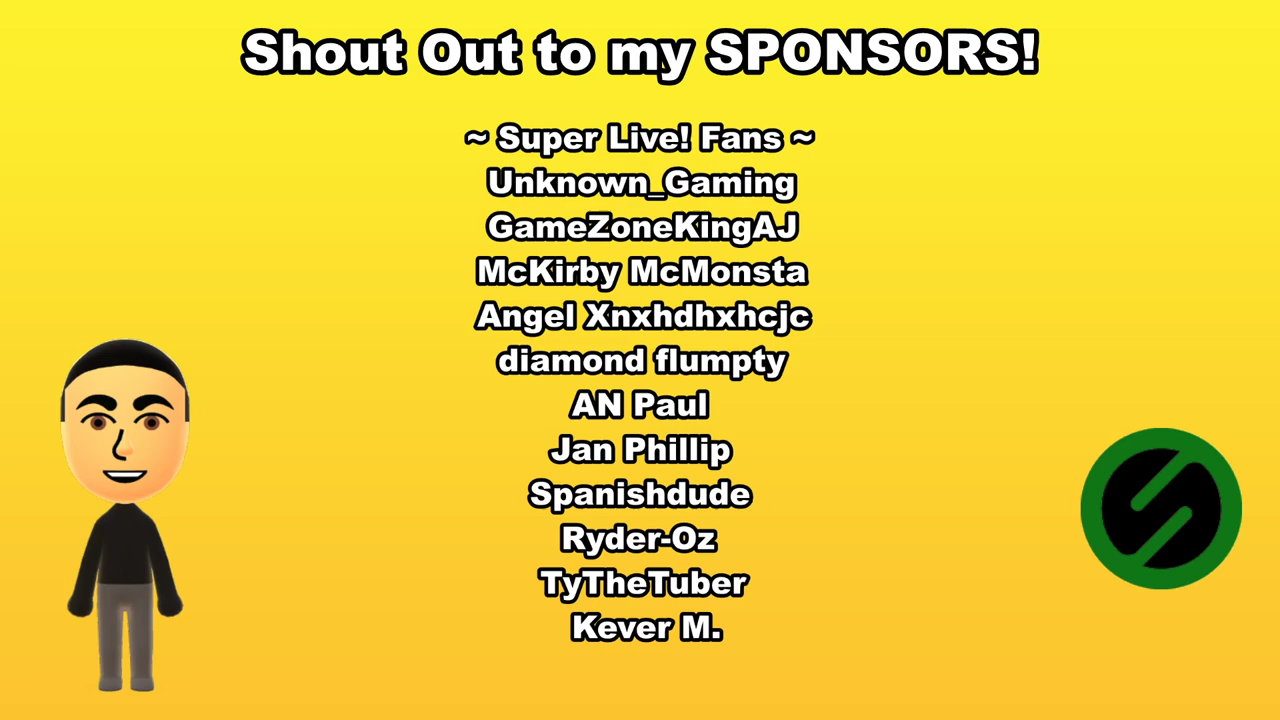 Shout Out to my SPONSORS!
~ Super Live! Fans ~
Unknown_Gaming
GameZoneKingAJ
McKirby McMonsta
Angel Xnxhdhxhcjc
diamond flumpty
AN Paul
Jan Phillip
Spanishdude
Ryder-Oz
TyTheTuber
Kever M.